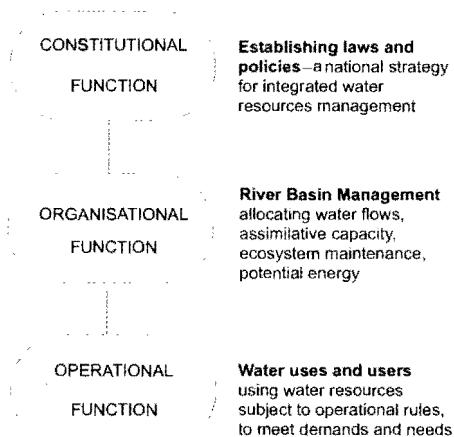 CONSTITUTIONAL
FUNCTION
Establishing laws and
policies–a national strategy
for integrated water
resources management
ORGANISATIONAL
FUNCTION
River Basin Management
allocating water flows,
assimilative capacity,
ecosystem maintenance,
potential energy
OPERATIONAL
FUNCTION
Water uses and users
using water resources
subject to operational rules,
to meet demands and needs